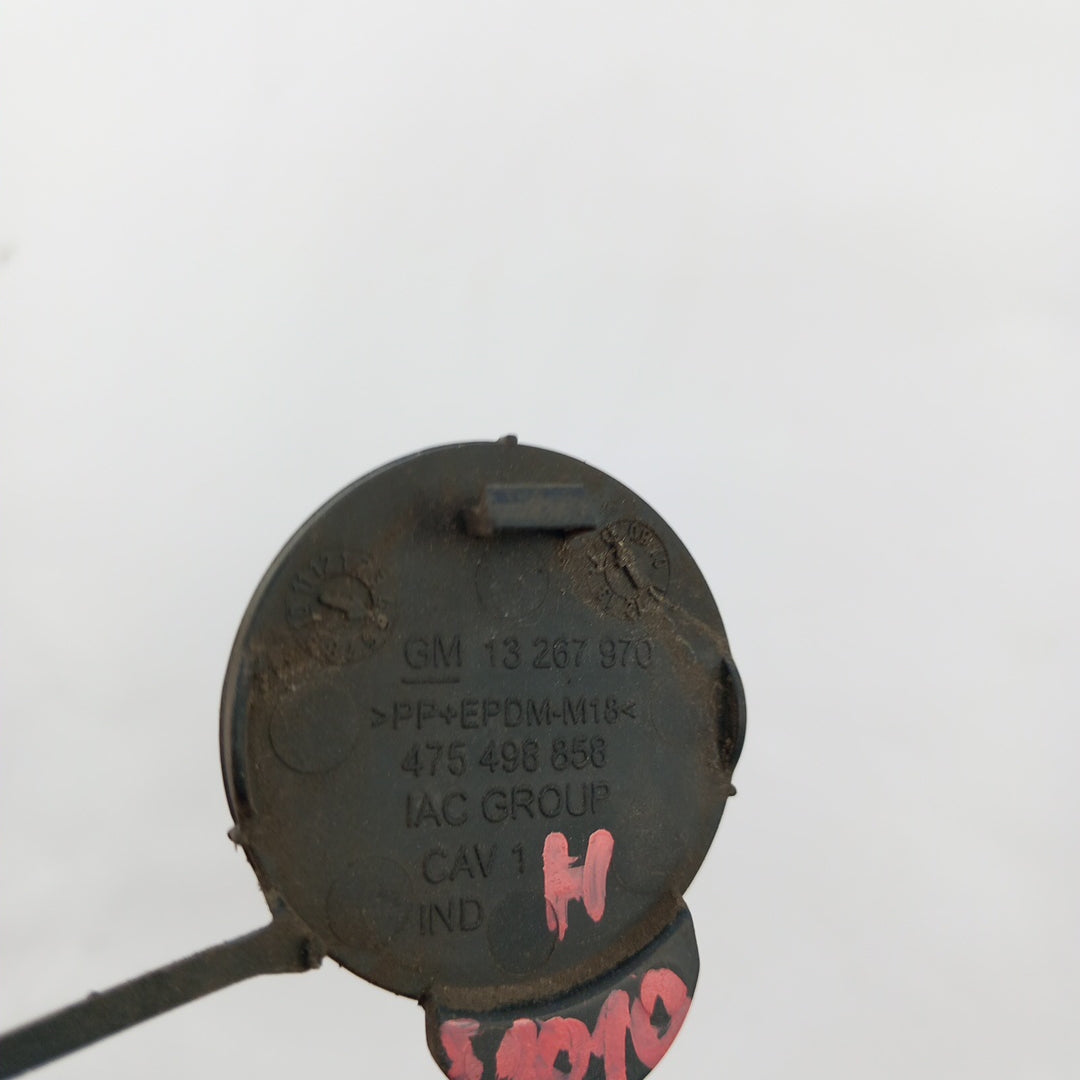 GM 13 267 970
>PP+EPDM-M18<
475 498 858
IAC GROUP
CAV 1
IND
H